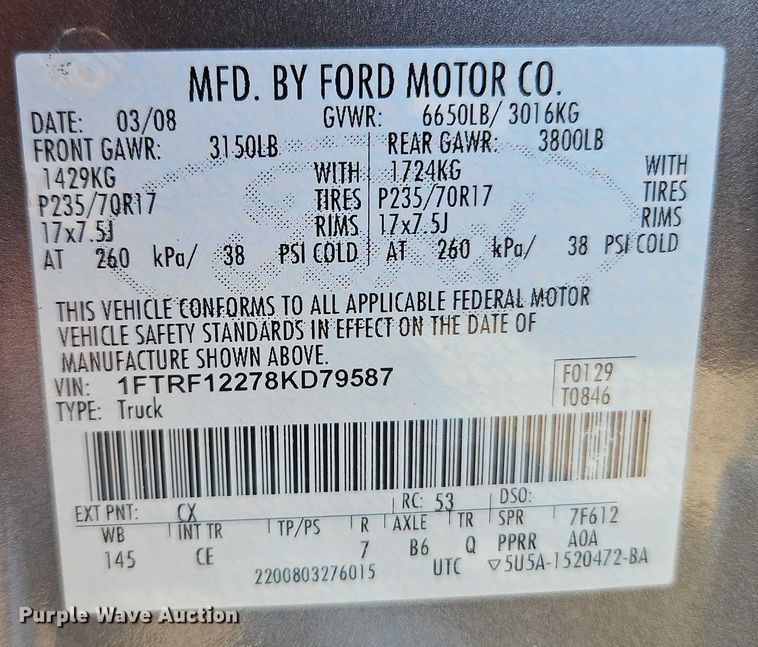 MFD. BY FORD MOTOR CO.
DATE: 03/08 GVWR: 6650LB/ 3016KG
FRONT GAWR: 3150LB REAR GAWR: 3800LB
1429KG WITH 1724KG WITH
P235/70R17 TIRES P235/70R17 TIRES
17x7.5J RIMS 17x7.5J RIMS
AT 260 kPa/ 38 PSI COLD AT 260 kPa/ 38 PSI COLD
THIS VEHICLE CONFORMS TO ALL APPLICABLE FEDERAL MOTOR
VEHICLE SAFETY STANDARDS IN EFFECT ON THE DATE OF
MANUFACTURE SHOWN ABOVE.
VIN: 1FTRF12278KD79587 F0129
TYPE: Truck T0846
EXT PNT: CX RC: 53 DSO:
WB INT TR TP/PS R AXLE TR SPR 7F612
145 CE 7 B6 Q PPRR A0A
2200803276015 UTC ▽5U5A-1520472-BA
Purple Wave Auction